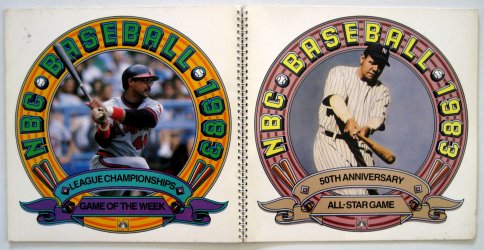 NBC BASEBALL 1983
LEAGUE CHAMPIONSHIPS
GAME OF THE WEEK
NBC BASEBALL 1983
50TH ANNIVERSARY
ALL-STAR GAME